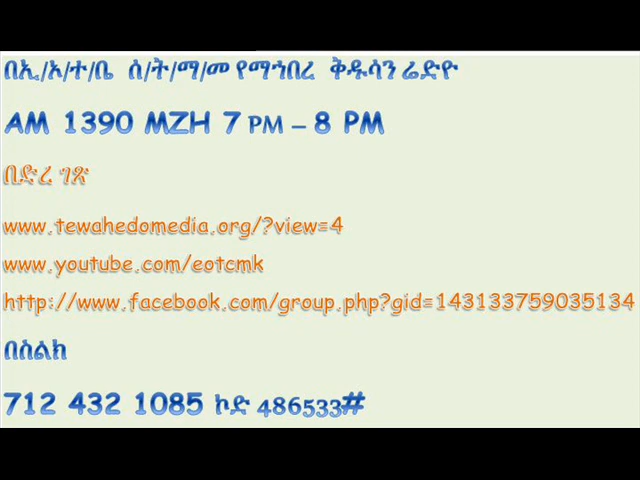 በኢ/ኦ/ተ/ቤ ሰ/ት/ማ/መ የማኅበረ ቅዱሳን ሬድዮ
AM 1390 MZH 7 PM – 8 PM
በድረ ገጽ
www.tewahedomedia.org/?view=4
www.youtube.com/eotcmk
http://www.facebook.com/group.php?gid=143133759035134
በስልክ
712 432 1085 ኮድ 486533#